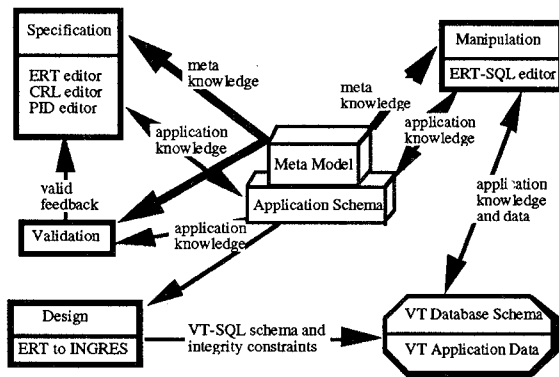 Specification
ERT editor
CRL editor
PID editor
meta
knowledge
meta
knowledge
Manipulation
ERT-SQL editor
application
knowledge
application
knowledge
Meta Model
Application Schema
valid
feedback
Validation
application
knowledge
application
knowledge
and data
Design
ERT to INGRES
VT-SQL schema and
integrity constraints
VT Database Schema
VT Application Data